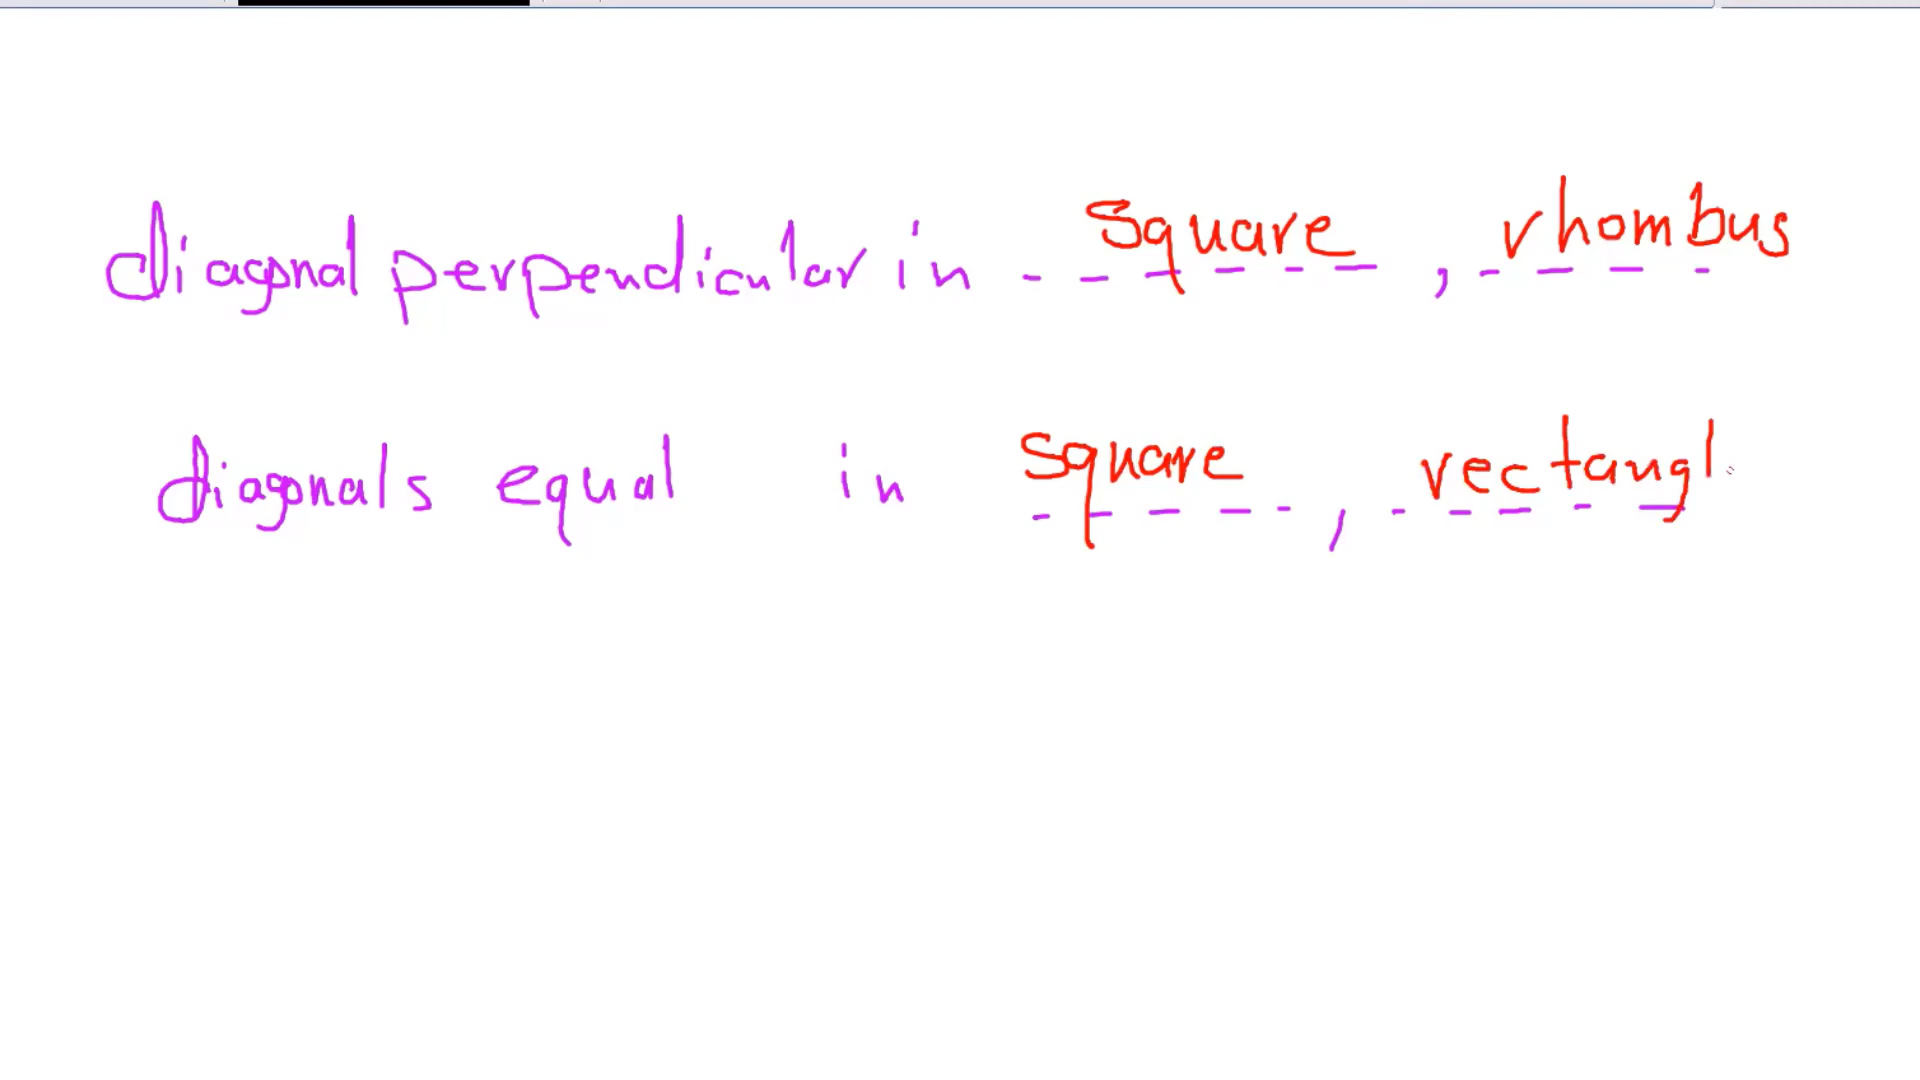 diagonal perpendicular in - - - - - - , - - - - square rhombus
diagonals equal in - - - - - , - - - - - square rectangl